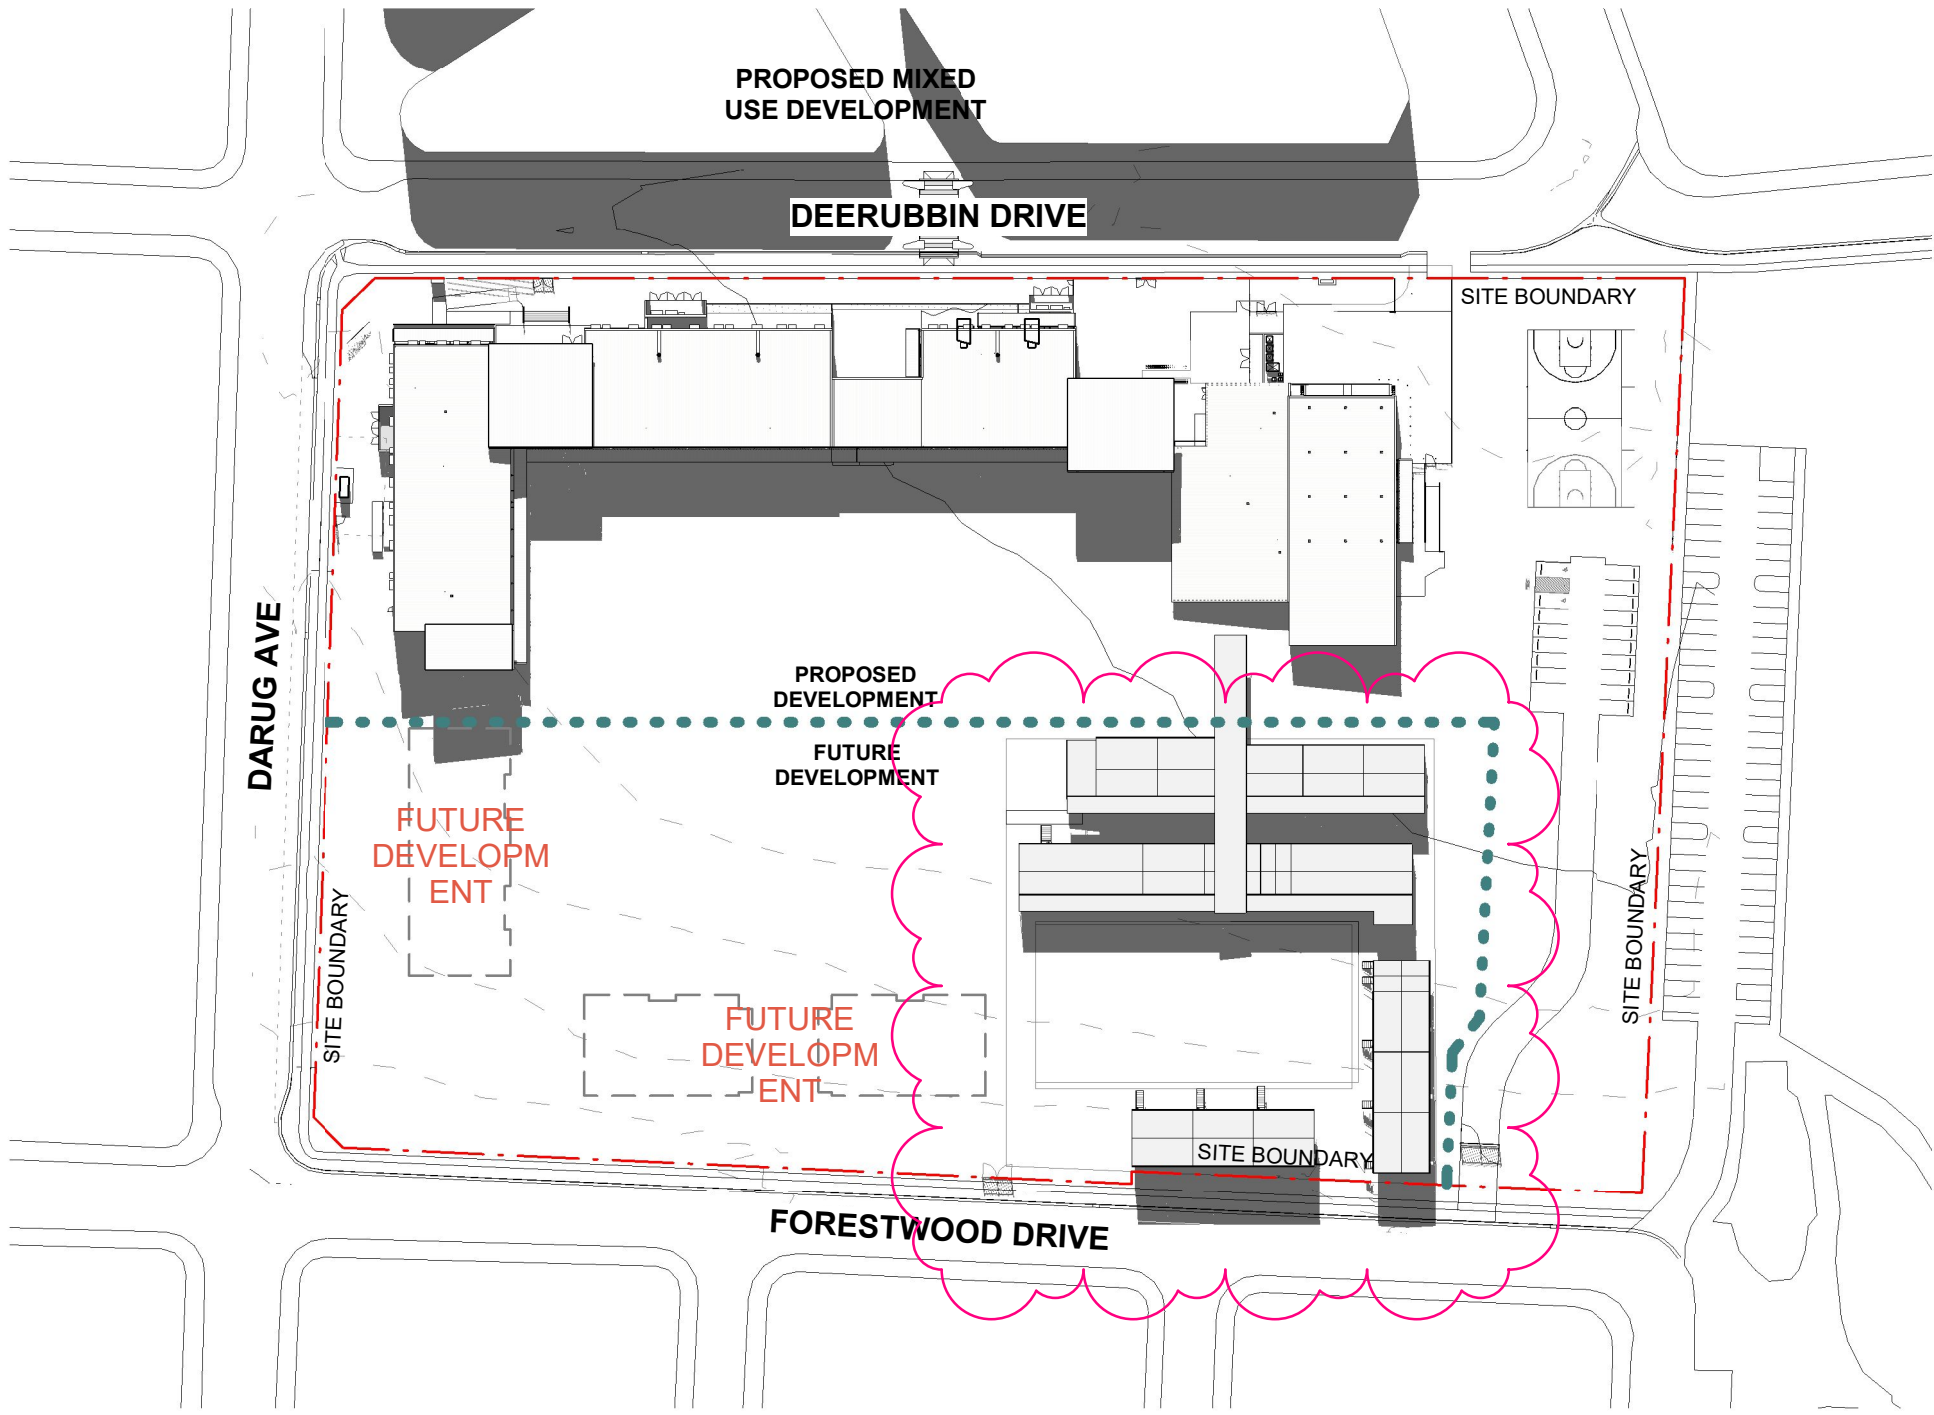 PROPOSED MIXED
USE DEVELOPMENT
DEERUBBIN DRIVE
SITE BOUNDARY
DARUG AVE
PROPOSED
DEVELOPMENT
FUTURE
DEVELOPMENT
FUTURE
DEVELOPM
ENT
SITE BOUNDARY
SITE BOUNDARY
FUTURE
DEVELOPM
ENT
SITE BOUNDARY
FORESTWOOD DRIVE